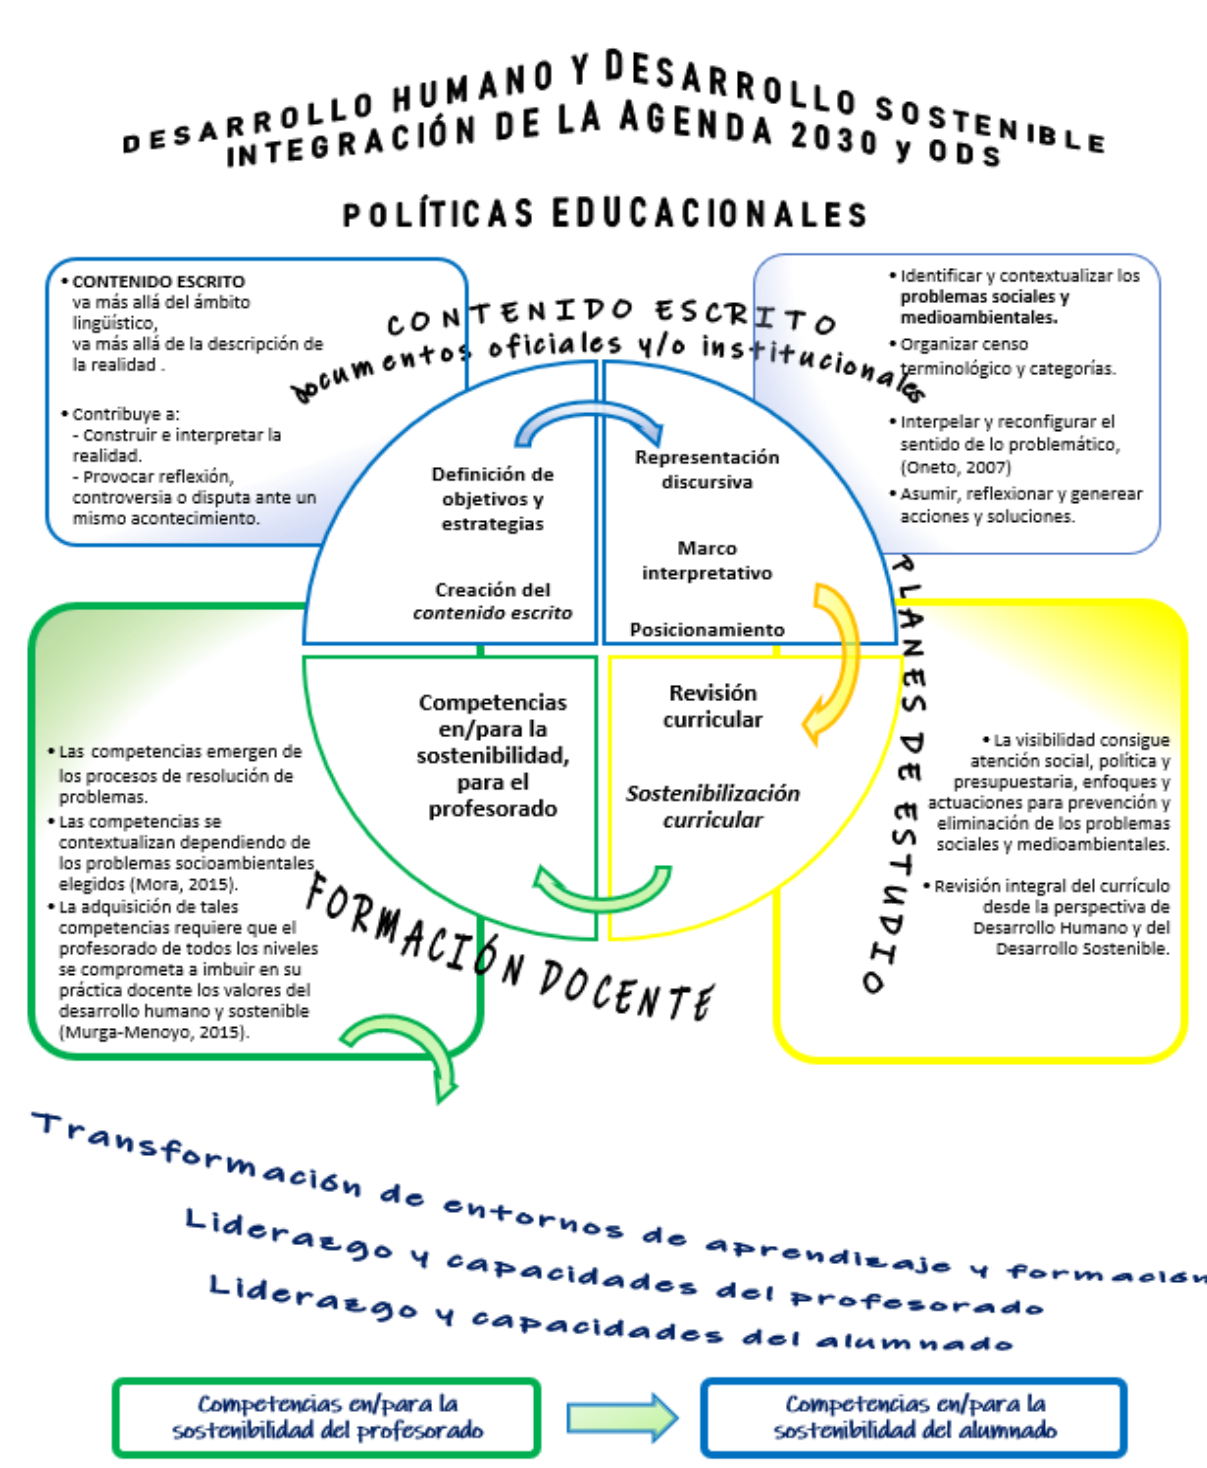 DESARROLLO HUMANO Y DESARROLLO SOSTENIBLE
INTEGRACIÓN DE LA AGENDA 2030 y ODS
POLÍTICAS EDUCACIONALES
• CONTENIDO ESCRITO
va más allá del ámbito
lingüístico,
va más allá de la descripción de
la realidad .
• Contribuye a:
- Construir e interpretar la
realidad.
- Provocar reflexión,
controversia o disputa ante un
mismo acontecimiento.
CONTENIDO ESCRITO
Documentos oficiales y/o institucionales
• Identificar y contextualizar los
problemas sociales y
medioambientales.
• Organizar censo
terminológico y categorías.
• Interpelar y reconfigurar el
sentido de lo problemático,
(Oneto, 2007)
• Asumir, reflexionar y generear
acciones y soluciones.
Definición de
objetivos y
estrategias
Creación del
contenido escrito
Representación
discursiva
Marco
interpretativo
Posicionamiento
PLANES DE ESTUDIO
Competencias
en/para la
sostenibilidad,
para el
profesorado
Revisión
curricular
Sostenibilización
curricular
• Las competencias emergen de
los procesos de resolución de
problemas.
• Las competencias se
contextualizan dependiendo de
los problemas socioambientales
elegidos (Mora, 2015).
• La adquisición de tales
competencias requiere que el
profesorado de todos los niveles
se comprometa a imbuir en su
práctica docente los valores del
desarrollo humano y sostenible
(Murga-Menoyo, 2015).
• La visibilidad consigue
atención social, política y
presupuestaria, enfoques y
actuaciones para prevención y
eliminación de los problemas
sociales y medioambientales.
• Revisión integral del currículo
desde la perspectiva de
Desarrollo Humano y del
Desarrollo Sostenible.
FORMACIÓN DOCENTE
Transformación de entornos de aprendizaje y formación
Liderazgo y capacidades del profesorado
Liderazgo y capacidades del alumnado
Competencias en/para la
sostenibilidad del profesorado
Competencias en/para la
sostenibilidad del alumnado